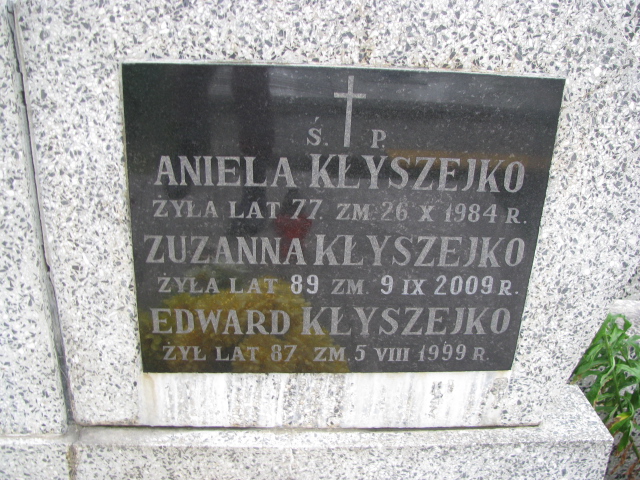 Ś. P.
ANIELA KŁYSZEJKO
ŻYŁA LAT 77. ZM. 26 X 1984 R.
ZUZANNA KŁYSZEJKO
ŻYŁA LAT 89 ZM. 9 IX 2009 R.
EDWARD KŁYSZEJKO
ŻYŁ LAT 87. ZM. 5 VIII 1999 R.